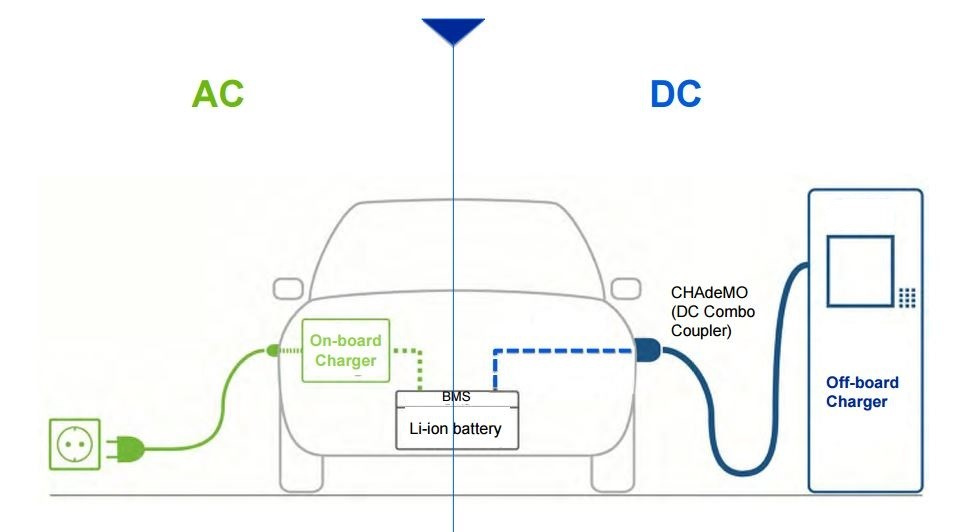 AC
DC
CHAdeMO
(DC Combo
Coupler)
On-board
Charger
BMS
Li-ion battery
Off-board
Charger